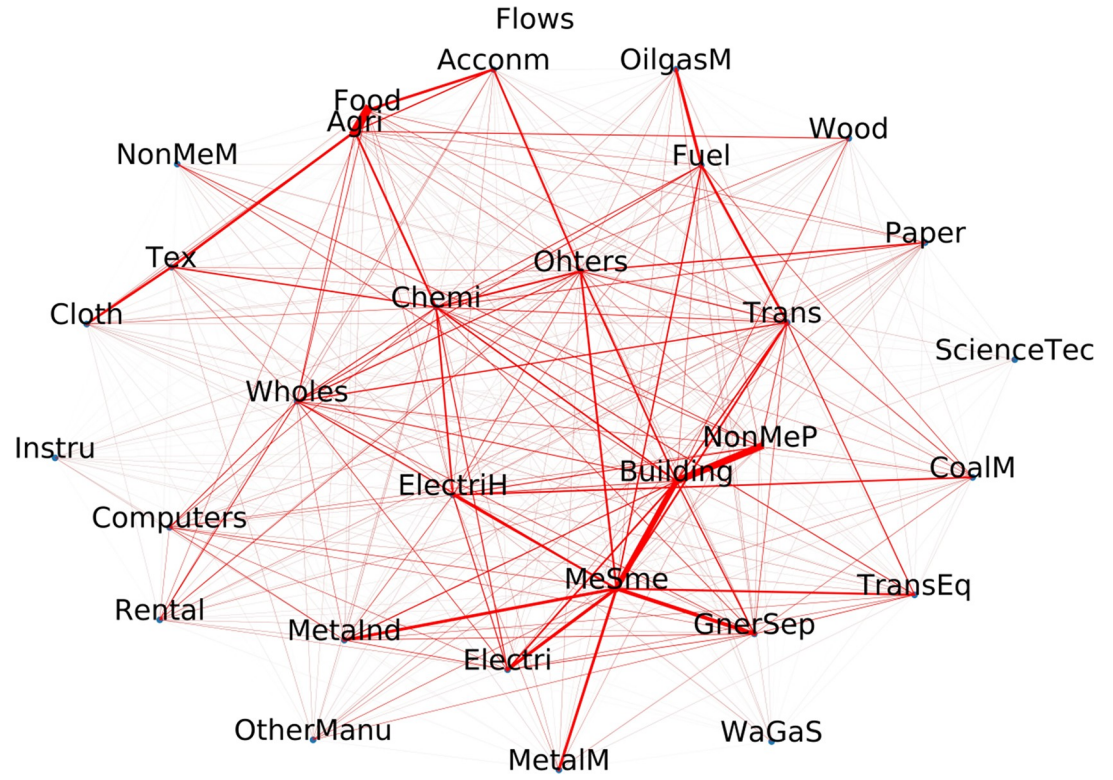 Flows
Acconm
OilgasM
Food
Agri
Wood
NonMeM
Fuel
Paper
Tex
Ohters
Chemi
Cloth
Trans
ScienceTec
Wholes
NonMeP
Instru
Building
CoalM
ElectriH
Computers
MeSme
TransEq
Rental
MetaInd
GnerSep
Electri
OtherManu
WaGaS
MetalM